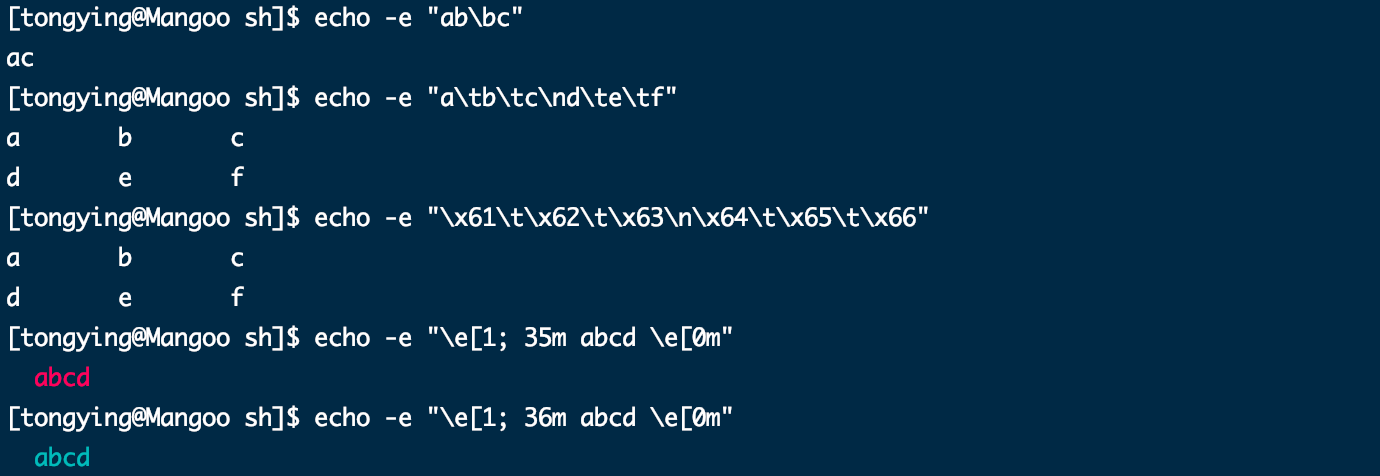 [tongying@Mangoo sh]$ echo -e "ab\bc"
ac
[tongying@Mangoo sh]$ echo -e "a\tb\tc\nd\te\tf"
a       b       c
d       e       f
[tongying@Mangoo sh]$ echo -e "\x61\t\x62\t\x63\n\x64\t\x65\t\x66"
a       b       c
d       e       f
[tongying@Mangoo sh]$ echo -e "\e[1; 35m abcd \e[0m"
  abcd
[tongying@Mangoo sh]$ echo -e "\e[1; 36m abcd \e[0m"
  abcd